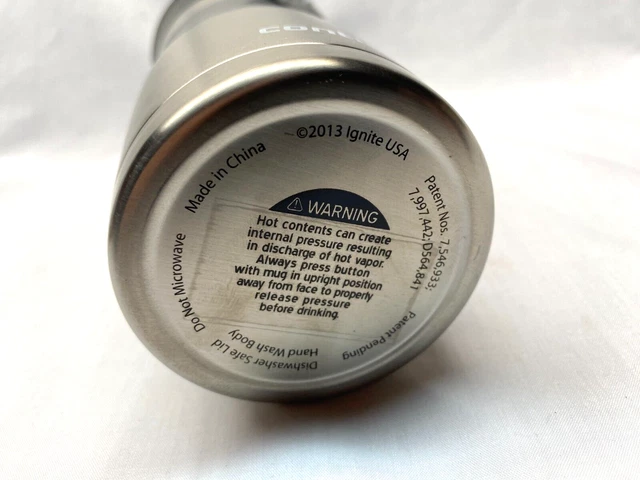 ©2013 Ignite USA
Made in China
Patent Nos. 7,546,933;
7,997,442;D564,841
⚠ WARNING
Hot contents can create
internal pressure resulting
in discharge of hot vapor.
Always press button
with mug in upright position
away from face to properly
release pressure
before drinking.
Do Not Microwave
Dishwasher Safe Lid
Hand Wash Body
Patent Pending